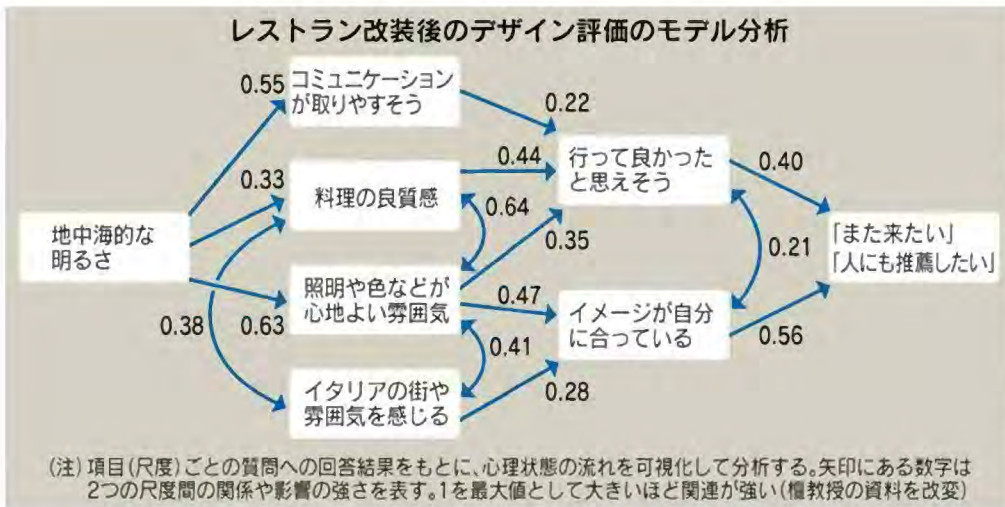 レストラン改装後のデザイン評価のモデル分析
地中海的な
明るさ
0.55
0.33
0.38
0.63
コミュニケーション
が取りやすそう
料理の良質感
照明や色などが
心地よい雰囲気
イタリアの街や
雰囲気を感じる
0.22
0.44
0.64
0.35
0.47
0.41
0.28
行って良かった
と思えそう
イメージが自分
に合っている
0.40
0.21
0.56
「また来たい」
「人にも推薦したい」
(注)項目(尺度)ごとの質問への回答結果をもとに、心理状態の流れを可視化して分析する。矢印にある数字は
2つの尺度間の関係や影響の強さを表す。1を最大値として大きいほど関連が強い(檀教授の資料を改変)